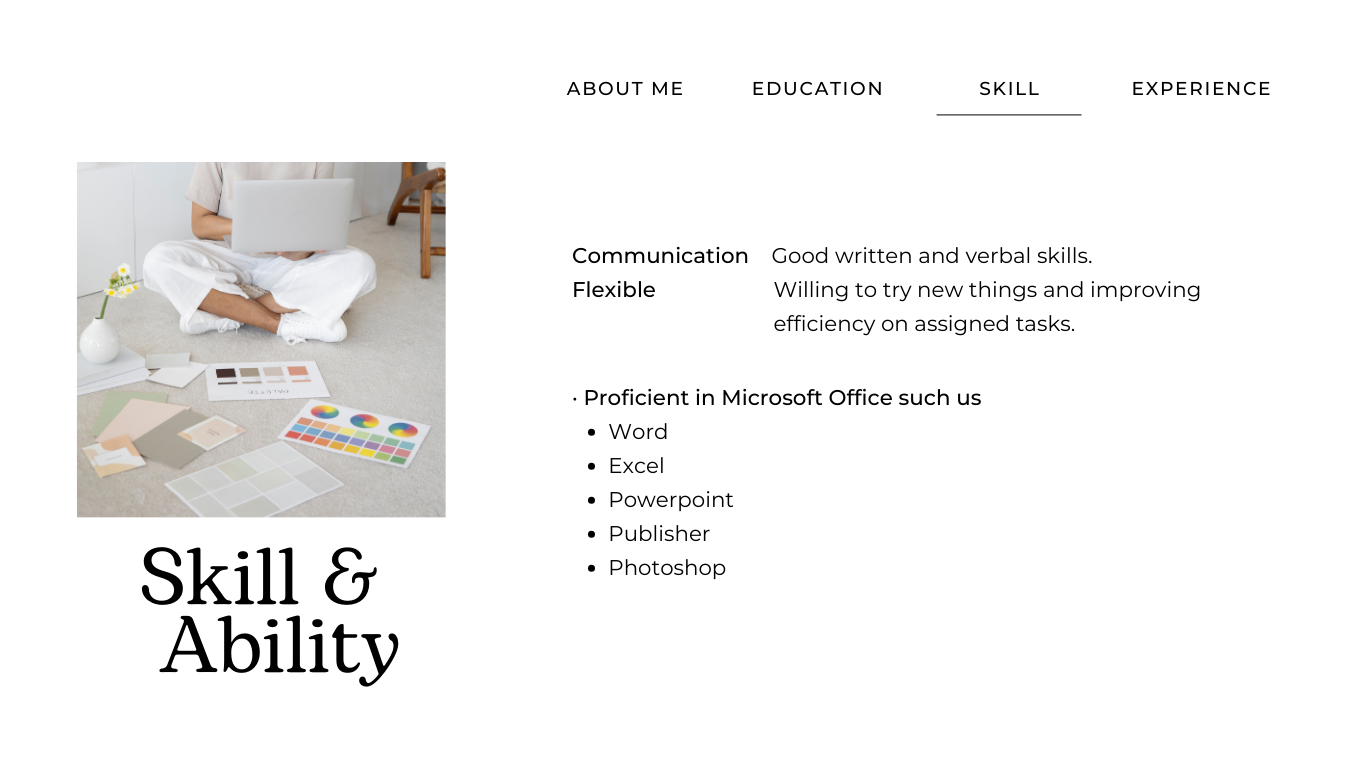 ABOUT ME EDUCATION SKILL EXPERIENCE
Communication Good written and verbal skills.
Flexible Willing to try new things and improving
efficiency on assigned tasks.
· Proficient in Microsoft Office such us
• Word
• Excel
• Powerpoint
• Publisher
• Photoshop
Skill &
Ability